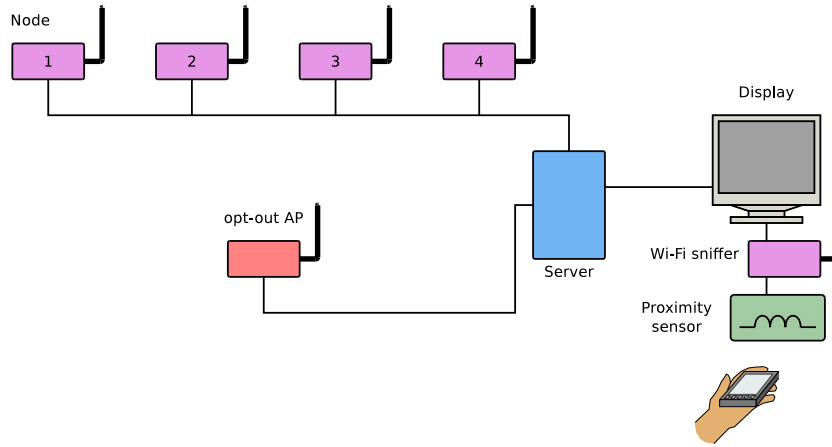 Node
1
2
3
4
Display
opt-out AP
Server
Wi-Fi sniffer
Proximity
sensor